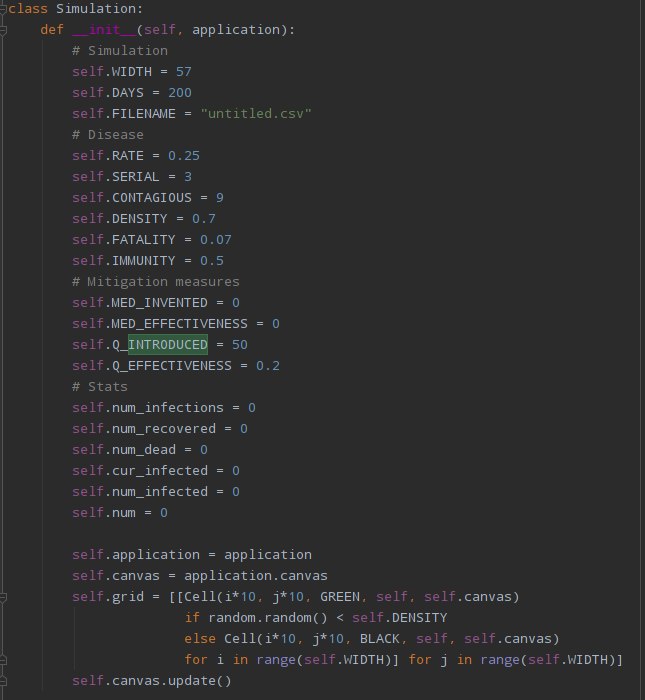 class Simulation:
    def __init__(self, application):
        # Simulation
        self.WIDTH = 57
        self.DAYS = 200
        self.FILENAME = "untitled.csv"
        # Disease
        self.RATE = 0.25
        self.SERIAL = 3
        self.CONTAGIOUS = 9
        self.DENSITY = 0.7
        self.FATALITY = 0.07
        self.IMMUNITY = 0.5
        # Mitigation measures
        self.MED_INVENTED = 0
        self.MED_EFFECTIVENESS = 0
        self.Q_INTRODUCED = 50
        self.Q_EFFECTIVENESS = 0.2
        # Stats
        self.num_infections = 0
        self.num_recovered = 0
        self.num_dead = 0
        self.cur_infected = 0
        self.num_infected = 0
        self.num = 0

        self.application = application
        self.canvas = application.canvas
        self.grid = [[Cell(i*10, j*10, GREEN, self, self.canvas)
                      if random.random() < self.DENSITY
                      else Cell(i*10, j*10, BLACK, self, self.canvas)
                      for i in range(self.WIDTH)] for j in range(self.WIDTH)]
        self.canvas.update()